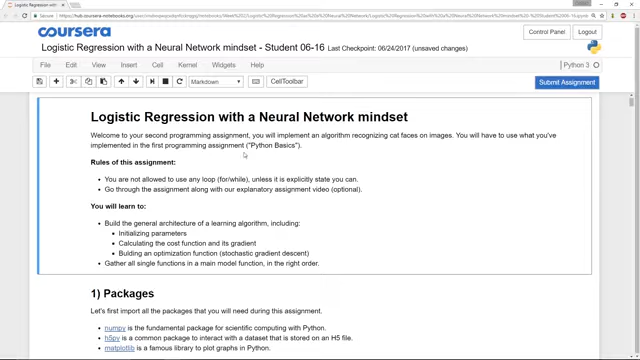 Logistic Regression with
coursera
Control Panel
Logout
Logistic Regression with a Neural Network mindset - Student 06-16 Last Checkpoint: 06/24/2017 (unsaved changes)
File Edit View Insert Cell Kernel Widgets Help
Python 3
Markdown
CellToolbar
Submit Assignment
Logistic Regression with a Neural Network mindset
Welcome to your second programming assignment, you will implement an algorithm recognizing cat faces on images. You will have to use what you've
implemented in the first programming assignment ("Python Basics").
Rules of this assignment:
• You are not allowed to use any loop (for/while), unless it is explicitly state you can.
• Go through the assignment along with our explanatory assignment video (optional).
You will learn to:
• Build the general architecture of a learning algorithm, including:
• Initializing parameters
• Calculating the cost function and its gradient
• Bulding an optimization function (stochastic gradient descent)
• Gather all single functions in a main model function, in the right order.
1) Packages
Let's first import all the packages that you will need during this assignment.
• numpy is the fundamental package for scientific computing with Python.
• h5py is a common package to interact with a dataset that is stored on an H5 file.
• matplotlib is a famous library to plot graphs in Python.